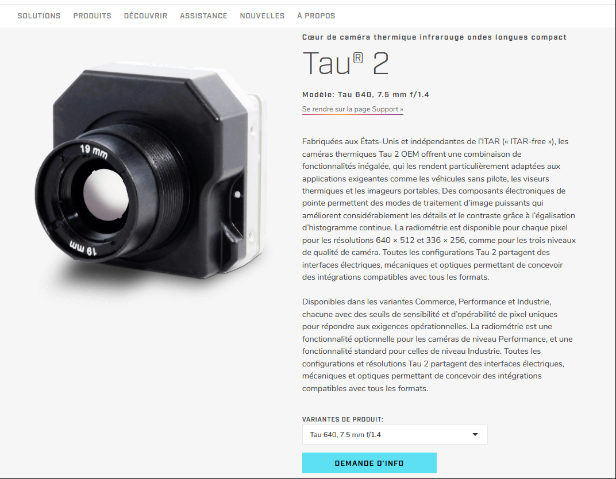 SOLUTIONS PRODUITS DÉCOUVRIR ASSISTANCE NOUVELLES À PROPOS
Cœur de caméra thermique infrarouge ondes longues compact
Tau® 2
Modèle: Tau 640, 7.5 mm f/1.4
Se rendre sur la page Support »
19 mm
19 mm
Fabriquées aux États-Unis et indépendantes de l'ITAR (« ITAR-free »), les
caméras thermiques Tau 2 OEM offrent une combinaison de
fonctionnalités inégalée, qui les rendent particulièrement adaptées aux
applications exigeantes comme les véhicules sans pilote, les viseurs
thermiques et les imageurs portables. Des composants électroniques de
pointe permettent des modes de traitement d'image puissants qui
améliorent considérablement les détails et le contraste grâce à l'égalisation
d'histogramme continue. La radiométrie est disponible pour chaque pixel
pour les résolutions 640 × 512 et 336 × 256, comme pour les trois niveaux
de qualité de caméra. Toutes les configurations Tau 2 partagent des
interfaces électriques, mécaniques et optiques permettant de concevoir
des intégrations compatibles avec tous les formats.
Disponibles dans les variantes Commerce, Performance et Industrie,
chacune avec des seuils de sensibilité et d'opérabilité de pixel uniques
pour répondre aux exigences opérationnelles. La radiométrie est une
fonctionnalité optionnelle pour les caméras de niveau Performance, et une
fonctionnalité standard pour celles de niveau Industrie. Toutes les
configurations et résolutions Tau 2 partagent des interfaces électriques,
mécaniques et optiques permettant de concevoir des intégrations
compatibles avec tous les formats.
VARIANTES DE PRODUIT:
Tau 640, 7.5 mm f/1.4
DEMANDE D'INFO